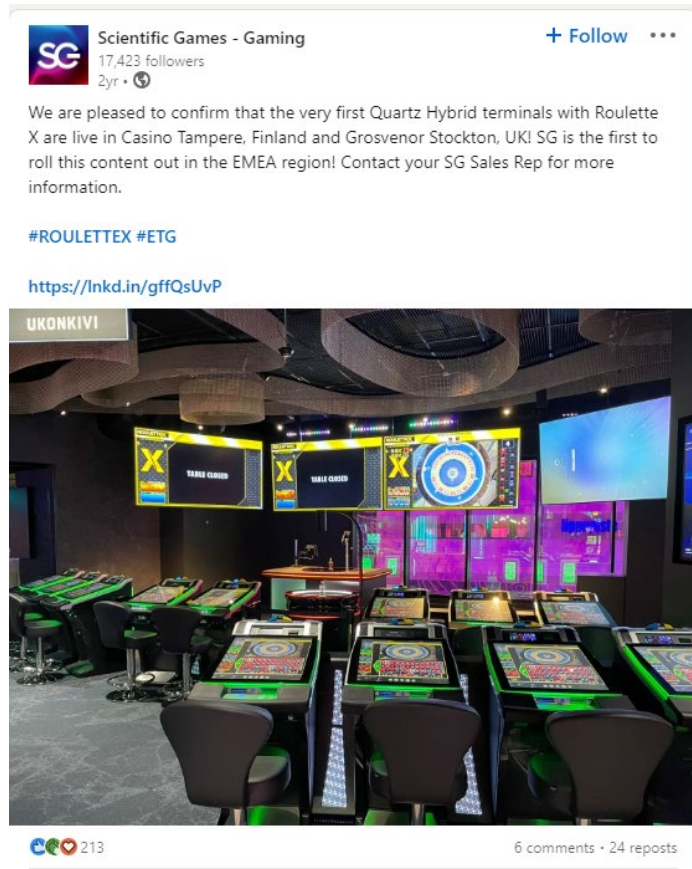 SG
Scientific Games - Gaming
+ Follow
17,423 followers
2yr •
We are pleased to confirm that the very first Quartz Hybrid terminals with Roulette
X are live in Casino Tampere, Finland and Grosvenor Stockton, UK! SG is the first to
roll this content out in the EMEA region! Contact your SG Sales Rep for more
information.
#ROULETTEX #ETG
https://lnkd.in/gffQsUvP
UKONKIVI
ROULETTEX
X
TABLE CLOSED
ROULETTEX
X
TABLE CLOSED
ROULETTEX
X
213
6 comments • 24 reposts